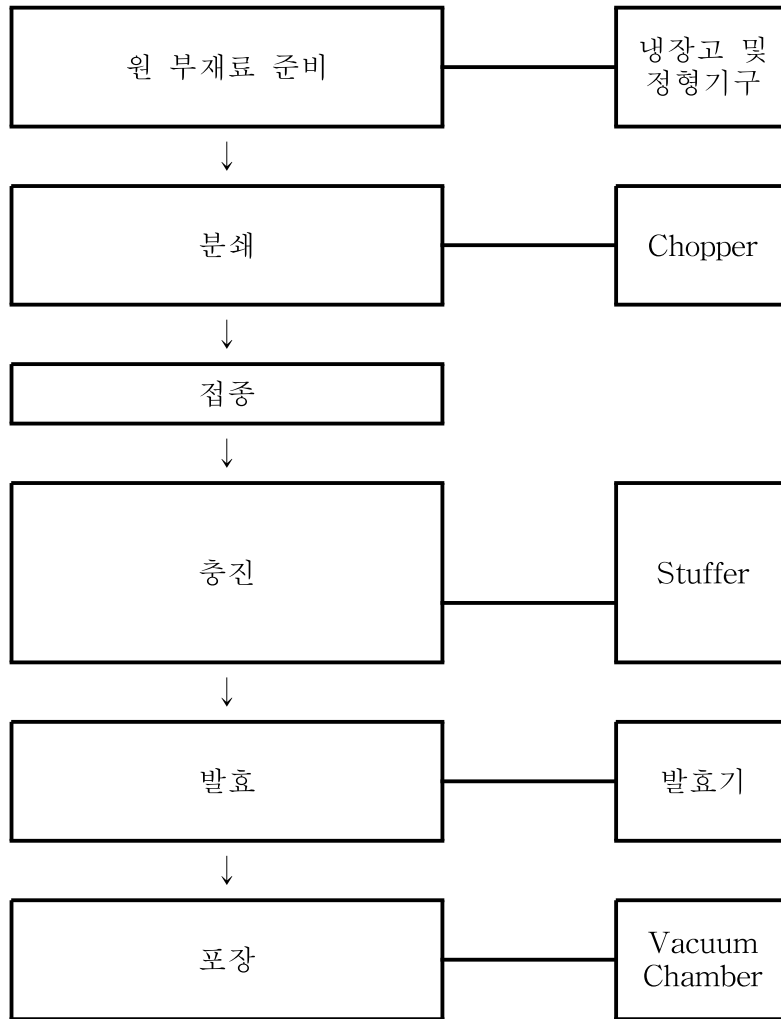 원 부재료 준비
냉장고 및
정형기구
↓
분쇄
Chopper
↓
접종
↓
충진
Stuffer
↓
발효
발효기
↓
포장
Vacuum
Chamber